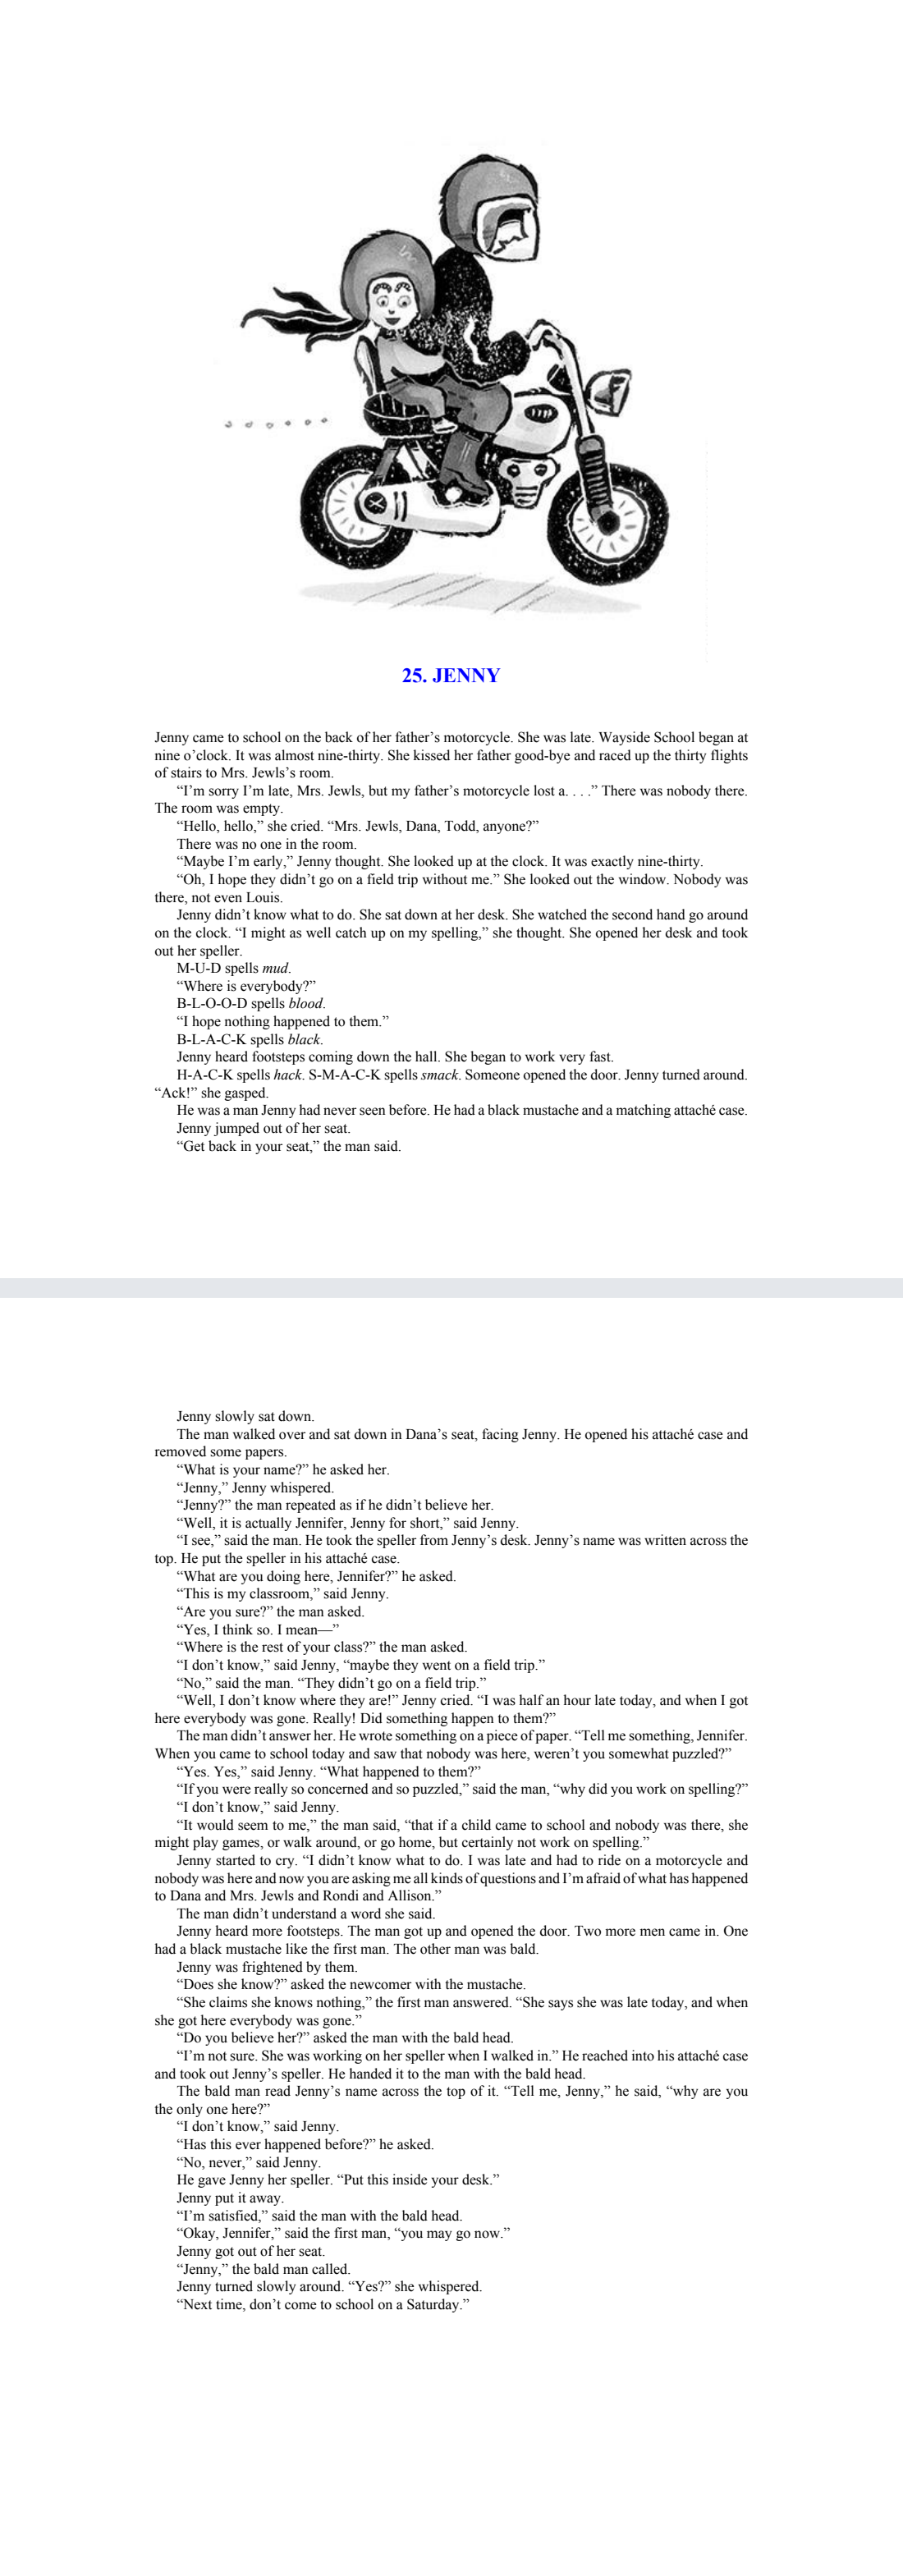 25. JENNY
Jenny came to school on the back of her father’s motorcycle. She was late. Wayside School began at
nine o’clock. It was almost nine-thirty. She kissed her father good-bye and raced up the thirty flights
of stairs to Mrs. Jewls’s room.
“I’m sorry I’m late, Mrs. Jewls, but my father’s motorcycle lost a. . . .” There was nobody there.
The room was empty.
“Hello, hello,” she cried. “Mrs. Jewls, Dana, Todd, anyone?”
There was no one in the room.
“Maybe I’m early,” Jenny thought. She looked up at the clock. It was exactly nine-thirty.
“Oh, I hope they didn’t go on a field trip without me.” She looked out the window. Nobody was
there, not even Louis.
Jenny didn’t know what to do. She sat down at her desk. She watched the second hand go around
on the clock. “I might as well catch up on my spelling,” she thought. She opened her desk and took
out her speller.
M-U-D spells mud.
“Where is everybody?”
B-L-O-O-D spells blood.
“I hope nothing happened to them.”
B-L-A-C-K spells black.
Jenny heard footsteps coming down the hall. She began to work very fast.
H-A-C-K spells hack. S-M-A-C-K spells smack. Someone opened the door. Jenny turned around.
“Ack!” she gasped.
He was a man Jenny had never seen before. He had a black mustache and a matching attaché case.
Jenny jumped out of her seat.
“Get back in your seat,” the man said.
Jenny slowly sat down.
The man walked over and sat down in Dana’s seat, facing Jenny. He opened his attaché case and
removed some papers.
“What is your name?” he asked her.
“Jenny,” Jenny whispered.
“Jenny?” the man repeated as if he didn’t believe her.
“Well, it is actually Jennifer, Jenny for short,” said Jenny.
“I see,” said the man. He took the speller from Jenny’s desk. Jenny’s name was written across the
top. He put the speller in his attaché case.
“What are you doing here, Jennifer?” he asked.
“This is my classroom,” said Jenny.
“Are you sure?” the man asked.
“Yes, I think so. I mean—”
“Where is the rest of your class?” the man asked.
“I don’t know,” said Jenny, “maybe they went on a field trip.”
“No,” said the man. “They didn’t go on a field trip.”
“Well, I don’t know where they are!” Jenny cried. “I was half an hour late today, and when I got
here everybody was gone. Really! Did something happen to them?”
The man didn’t answer her. He wrote something on a piece of paper. “Tell me something, Jennifer.
When you came to school today and saw that nobody was here, weren’t you somewhat puzzled?”
“Yes. Yes,” said Jenny. “What happened to them?”
“If you were really so concerned and so puzzled,” said the man, “why did you work on spelling?”
“I don’t know,” said Jenny.
“It would seem to me,” the man said, “that if a child came to school and nobody was there, she
might play games, or walk around, or go home, but certainly not work on spelling.”
Jenny started to cry. “I didn’t know what to do. I was late and had to ride on a motorcycle and
nobody was here and now you are asking me all kinds of questions and I’m afraid of what has happened
to Dana and Mrs. Jewls and Rondi and Allison.”
The man didn’t understand a word she said.
Jenny heard more footsteps. The man got up and opened the door. Two more men came in. One
had a black mustache like the first man. The other man was bald.
Jenny was frightened by them.
“Does she know?” asked the newcomer with the mustache.
“She claims she knows nothing,” the first man answered. “She says she was late today, and when
she got here everybody was gone.”
“Do you believe her?” asked the man with the bald head.
“I’m not sure. She was working on her speller when I walked in.” He reached into his attaché case
and took out Jenny’s speller. He handed it to the man with the bald head.
The bald man read Jenny’s name across the top of it. “Tell me, Jenny,” he said, “why are you
the only one here?”
“I don’t know,” said Jenny.
“Has this ever happened before?” he asked.
“No, never,” said Jenny.
He gave Jenny her speller. “Put this inside your desk.”
Jenny put it away.
“I’m satisfied,” said the man with the bald head.
“Okay, Jennifer,” said the first man, “you may go now.”
Jenny got out of her seat.
“Jenny,” the bald man called.
Jenny turned slowly around. “Yes?” she whispered.
“Next time, don’t come to school on a Saturday.”